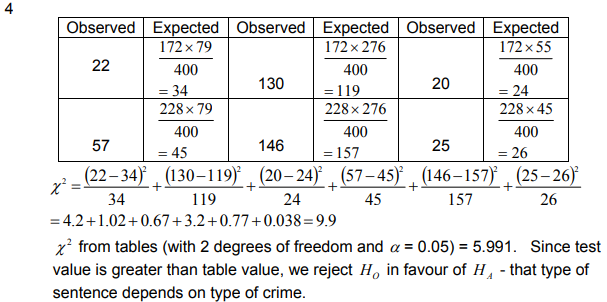 4
Observed Expected Observed Expected Observed Expected
22 172×79/400 = 34 130 172×276/400 = 119 20 172×55/400 = 24
57 228×79/400 = 45 146 228×276/400 = 157 25 228×45/400 = 26
χ² = (22−34)²/34 + (130−119)²/119 + (20−24)²/24 + (57−45)²/45 + (146−157)²/157 + (25−26)²/26
= 4.2+1.02+0.67+3.2+0.77+0.038=9.9
χ² from tables (with 2 degrees of freedom and α = 0.05) = 5.991. Since test
value is greater than table value, we reject H_O in favour of H_A - that type of
sentence depends on type of crime.